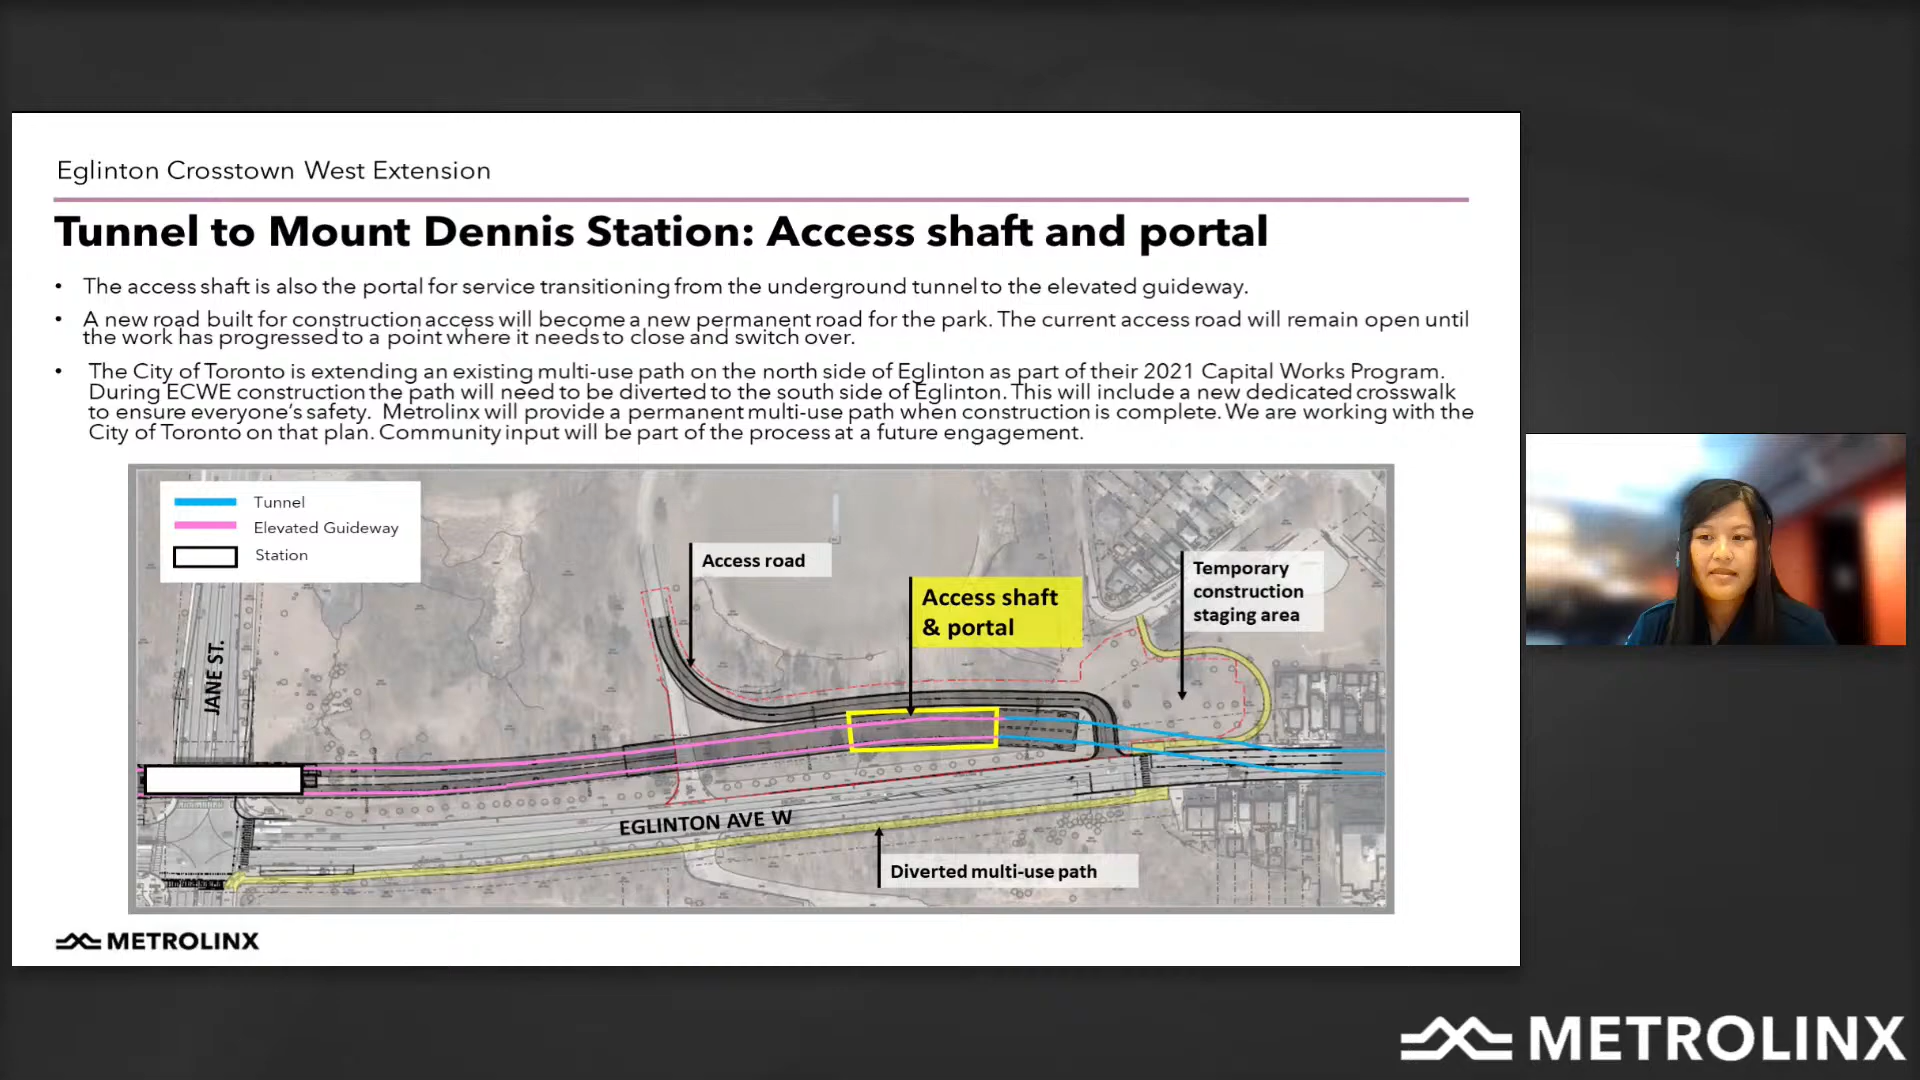 Eglinton Crosstown West Extension
Tunnel to Mount Dennis Station: Access shaft and portal
• The access shaft is also the portal for service transitioning from the underground tunnel to the elevated guideway.
• A new road built for construction access will become a new permanent road for the park. The current access road will remain open until
the work has progressed to a point where it needs to close and switch over.
• The City of Toronto is extending an existing multi-use path on the north side of Eglinton as part of their 2021 Capital Works Program.
During ECWE construction the path will need to be diverted to the south side of Eglinton. This will include a new dedicated crosswalk
to ensure everyone's safety. Metrolinx will provide a permanent multi-use path when construction is complete. We are working with the
City of Toronto on that plan. Community input will be part of the process at a future engagement.
Tunnel
Elevated Guideway
Station
Access road
Access shaft
& portal
Temporary
construction
staging area
JANE ST.
EGLINTON AVE W
Diverted multi-use path
METROLINX
METROLINX